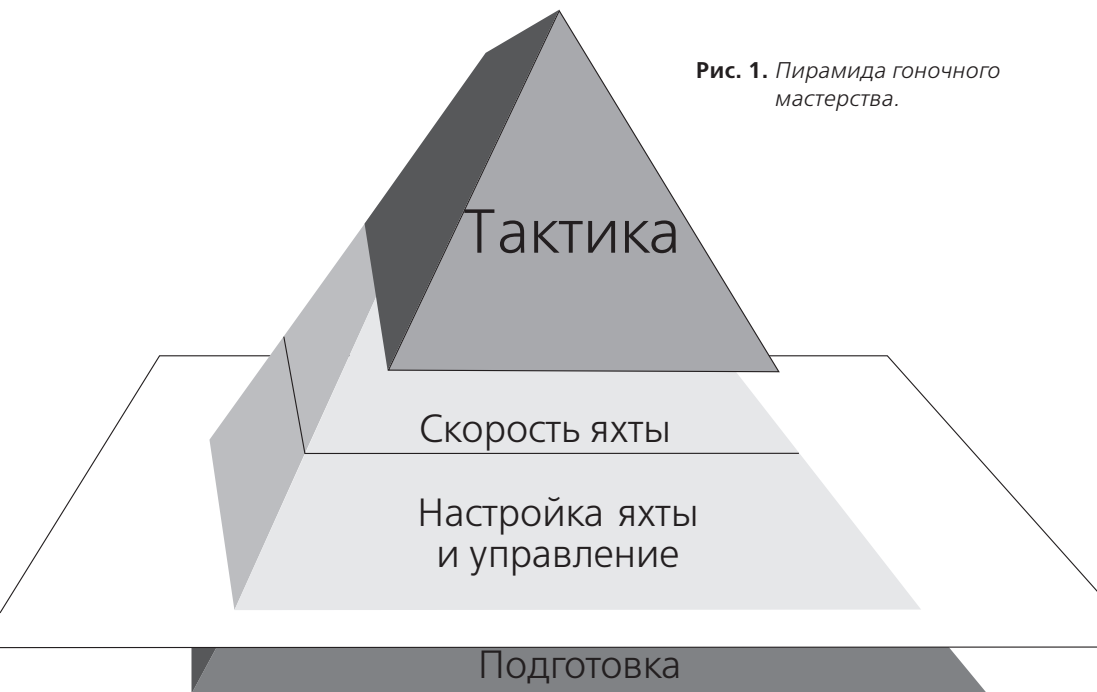 Рис. 1. Пирамида гоночного
мастерства.
Тактика
Скорость яхты
Настройка яхты
и управление
Подготовка